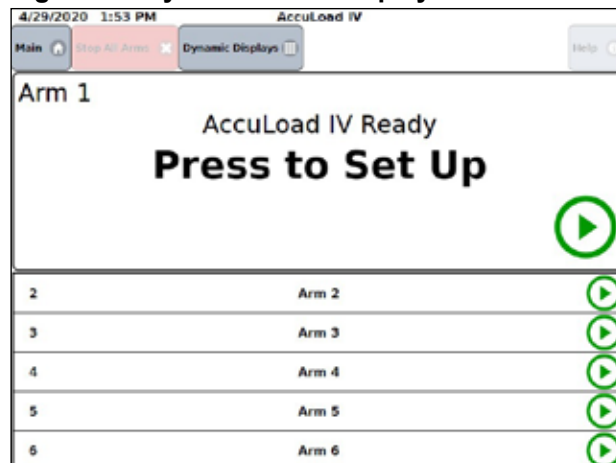 4/29/2020 1:53 PM AccuLoad IV
Main Stop All Arms Dynamic Displays Help
Arm 1
AccuLoad IV Ready
Press to Set Up
2 Arm 2
3 Arm 3
4 Arm 4
5 Arm 5
6 Arm 6